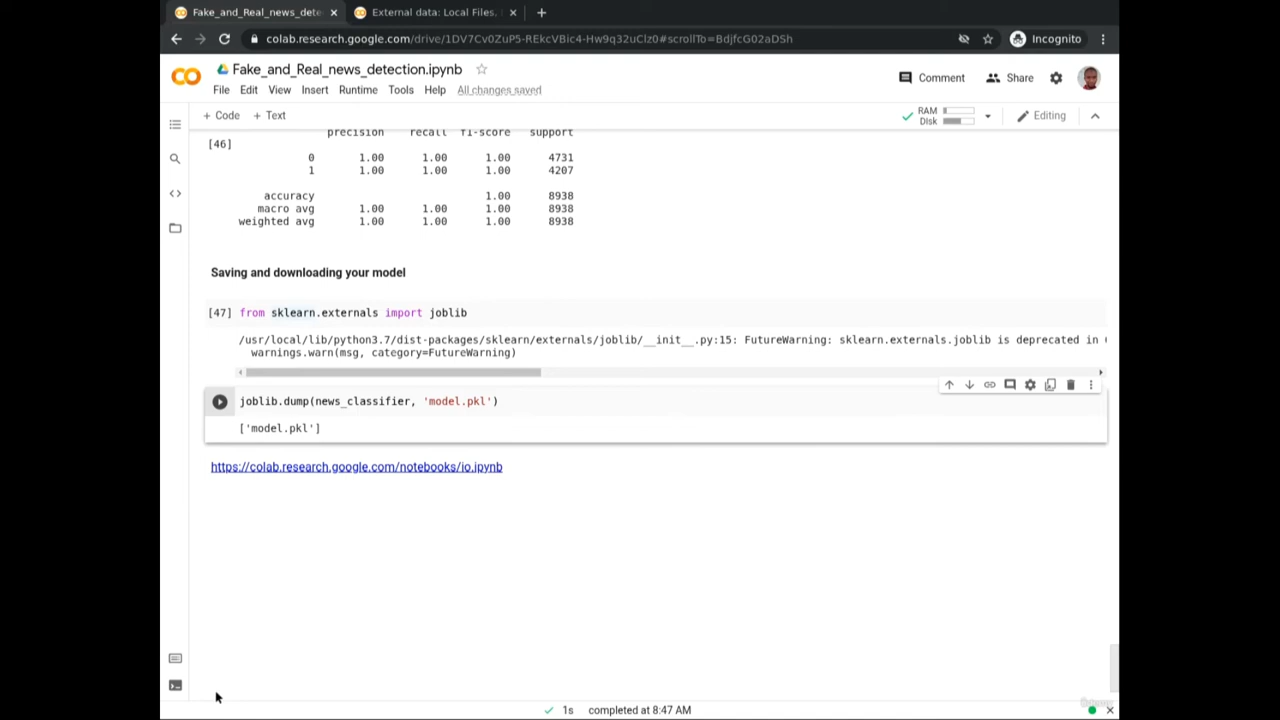 Fake_and_Real_news_dete
External data: Local Files,
colab.research.google.com/drive/1DV7Cv0ZuP5-REkcVBic4-Hw9q32uClz0#scrollTo=BdjfcG02aDSh
Incognito
Fake_and_Real_news_detection.ipynb
Comment
Share
File Edit View Insert Runtime Tools Help All changes saved
+ Code + Text
RAM
Disk
Editing
precision recall f1-score support
[46]
0 1.00 1.00 1.00 4731
1 1.00 1.00 1.00 4207
accuracy 1.00 8938
macro avg 1.00 1.00 1.00 8938
weighted avg 1.00 1.00 1.00 8938
Saving and downloading your model
[47] from sklearn.externals import joblib
/usr/local/lib/python3.7/dist-packages/sklearn/externals/joblib/__init__.py:15: FutureWarning: sklearn.externals.joblib is deprecated in
warnings.warn(msg, category=FutureWarning)
joblib.dump(news_classifier, 'model.pkl')
['model.pkl']
https://colab.research.google.com/notebooks/io.ipynb
1s completed at 8:47 AM